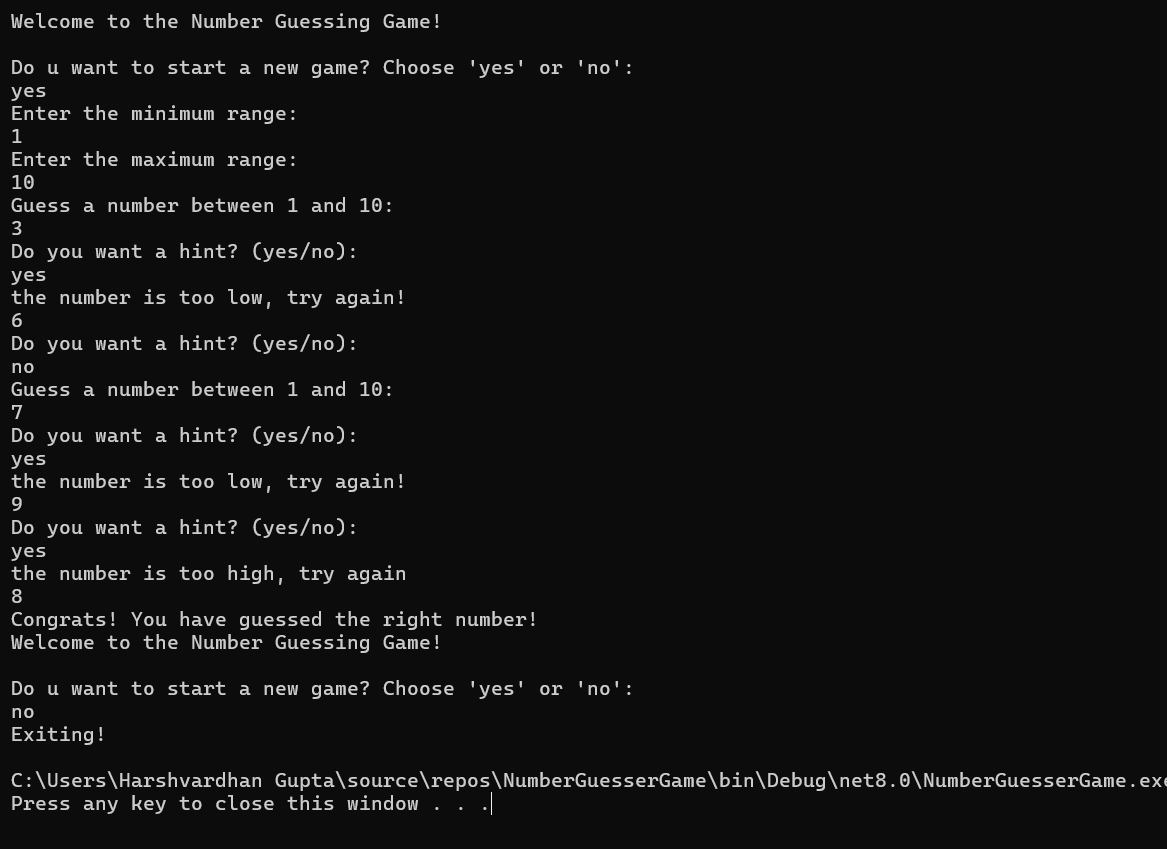 Welcome to the Number Guessing Game!
Do u want to start a new game? Choose 'yes' or 'no':
yes
Enter the minimum range:
1
Enter the maximum range:
10
Guess a number between 1 and 10:
3
Do you want a hint? (yes/no):
yes
the number is too low, try again!
6
Do you want a hint? (yes/no):
no
Guess a number between 1 and 10:
7
Do you want a hint? (yes/no):
yes
the number is too low, try again!
9
Do you want a hint? (yes/no):
yes
the number is too high, try again
8
Congrats! You have guessed the right number!
Welcome to the Number Guessing Game!
Do u want to start a new game? Choose 'yes' or 'no':
no
Exiting!
C:\Users\Harshvardhan Gupta\source\repos\NumberGuesserGame\bin\Debug\net8.0\NumberGuesserGame.exe
Press any key to close this window . . .